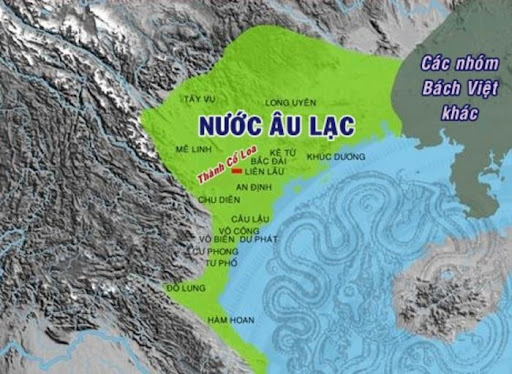 Các nhóm
Bách Việt
khác
TÂY VỤ
LONG UYÊN
NƯỚC ÂU LẠC
MÊ LINH
Thành Cổ Loa
KÊ TỪ
BẮC ĐÁI
KHÚC DƯƠNG
LIÊN LÂU
AN ĐỊNH
CHU DIÊN
CÂU LẬU
VÔ CÔNG
VÔ BIÊN
DƯ PHÁT
CƯ PHONG
TƯ PHỐ
ĐÔ LUNG
HÀM HOAN